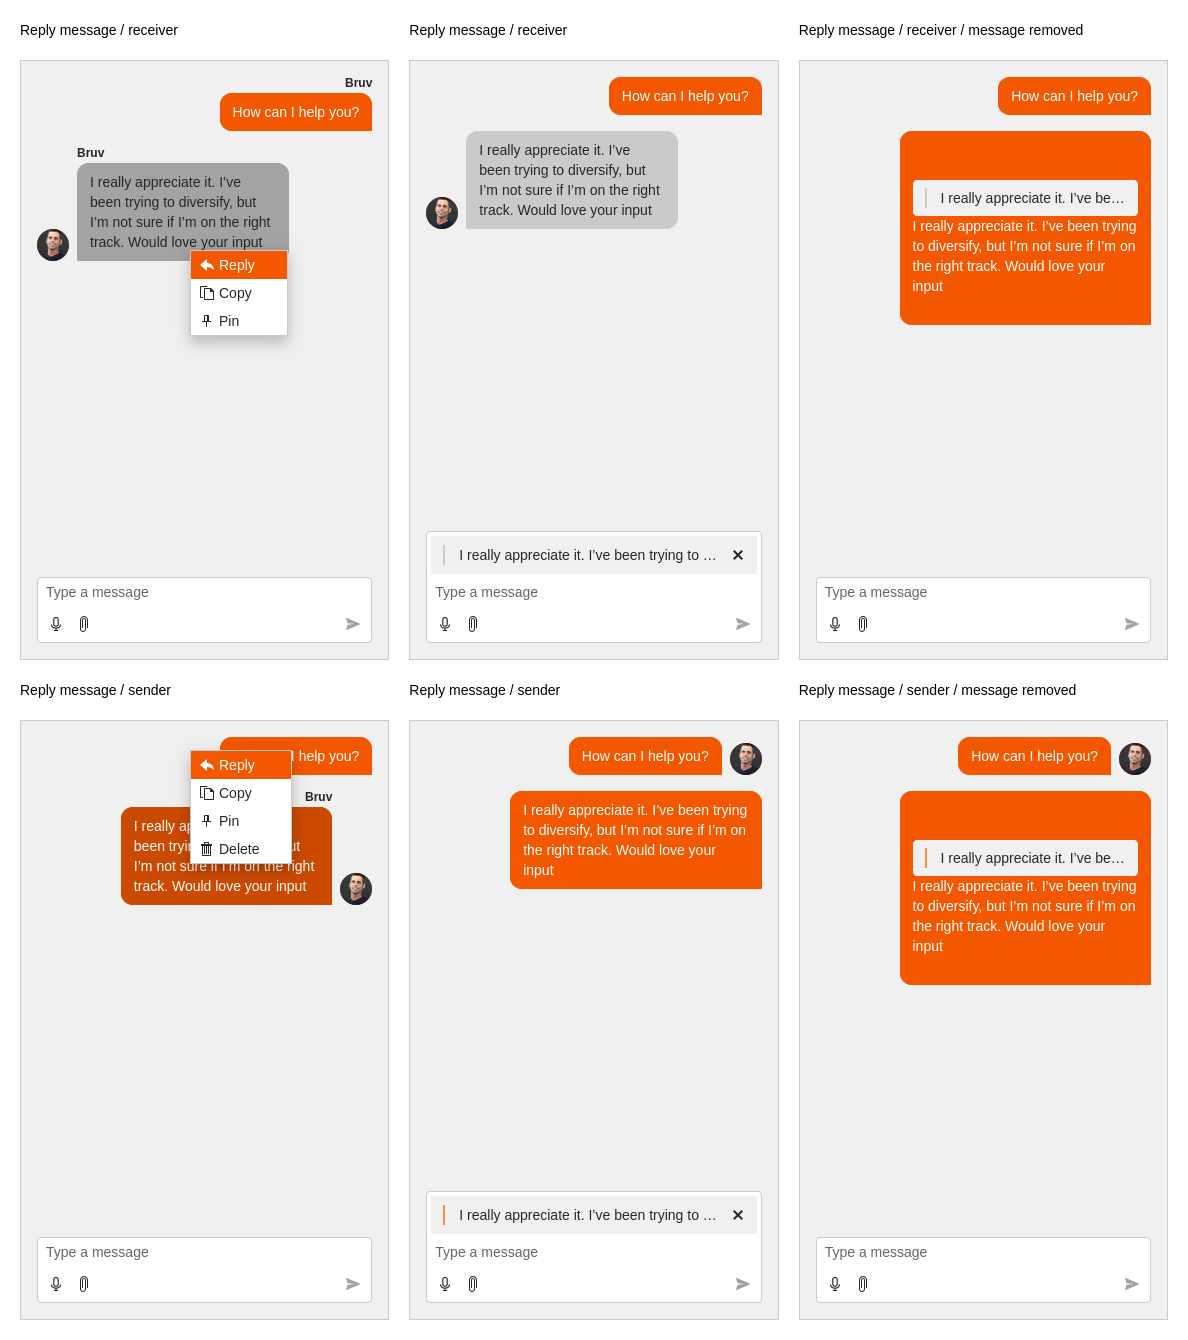 Reply message / receiver
Bruv
How can I help you?
Bruv
I really appreciate it. I’ve
been trying to diversify, but
I’m not sure if I’m on the right
track. Would love your input
Reply
Copy
Pin
Type a message
Reply message / receiver
How can I help you?
I really appreciate it. I’ve
been trying to diversify, but
I’m not sure if I’m on the right
track. Would love your input
I really appreciate it. I’ve been trying to …
Type a message
Reply message / receiver / message removed
How can I help you?
I really appreciate it. I’ve be…
I really appreciate it. I’ve been trying
to diversify, but I’m not sure if I’m on
the right track. Would love your
input
Type a message
Reply message / sender
I help you?
Bruv
Reply
Copy
Pin
Delete
I really ap
been tryin ut
I’m not sure if I’m on the right
track. Would love your input
Type a message
Reply message / sender
How can I help you?
I really appreciate it. I’ve been trying
to diversify, but I’m not sure if I’m on
the right track. Would love your
input
I really appreciate it. I’ve been trying to …
Type a message
Reply message / sender / message removed
How can I help you?
I really appreciate it. I’ve be…
I really appreciate it. I’ve been trying
to diversify, but I’m not sure if I’m on
the right track. Would love your
input
Type a message